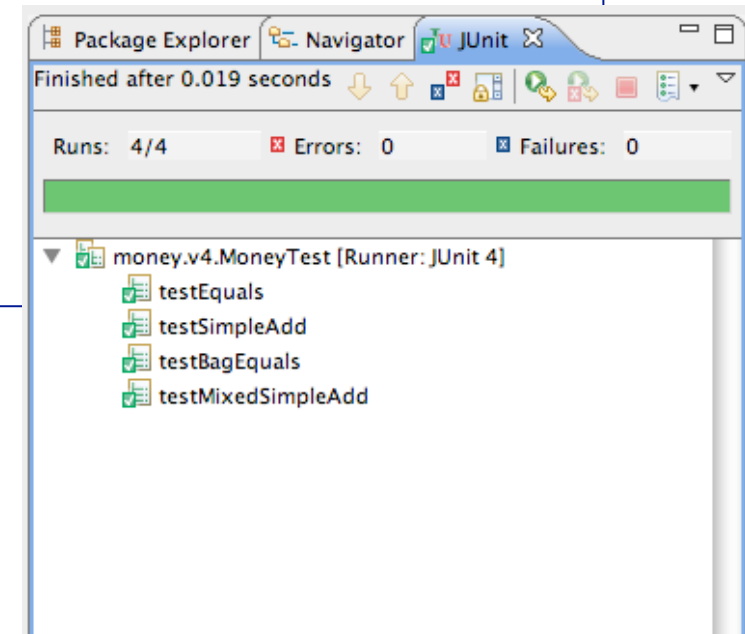 Package Explorer Navigator JUnit
Finished after 0.019 seconds
Runs: 4/4 Errors: 0 Failures: 0
money.v4.MoneyTest [Runner: JUnit 4]
testEquals
testSimpleAdd
testBagEquals
testMixedSimpleAdd